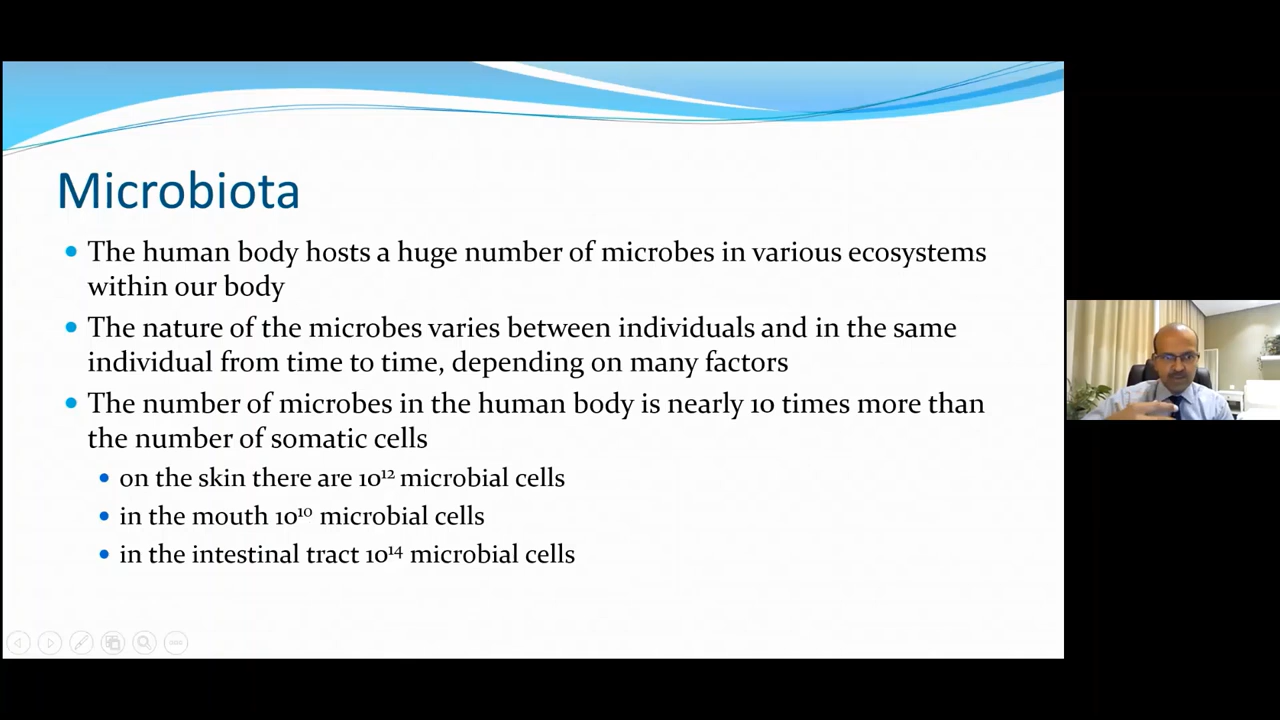 Microbiota
The human body hosts a huge number of microbes in various ecosystems
within our body
The nature of the microbes varies between individuals and in the same
individual from time to time, depending on many factors
The number of microbes in the human body is nearly 10 times more than
the number of somatic cells
on the skin there are 10¹² microbial cells
in the mouth 10¹⁰ microbial cells
in the intestinal tract 10¹⁴ microbial cells